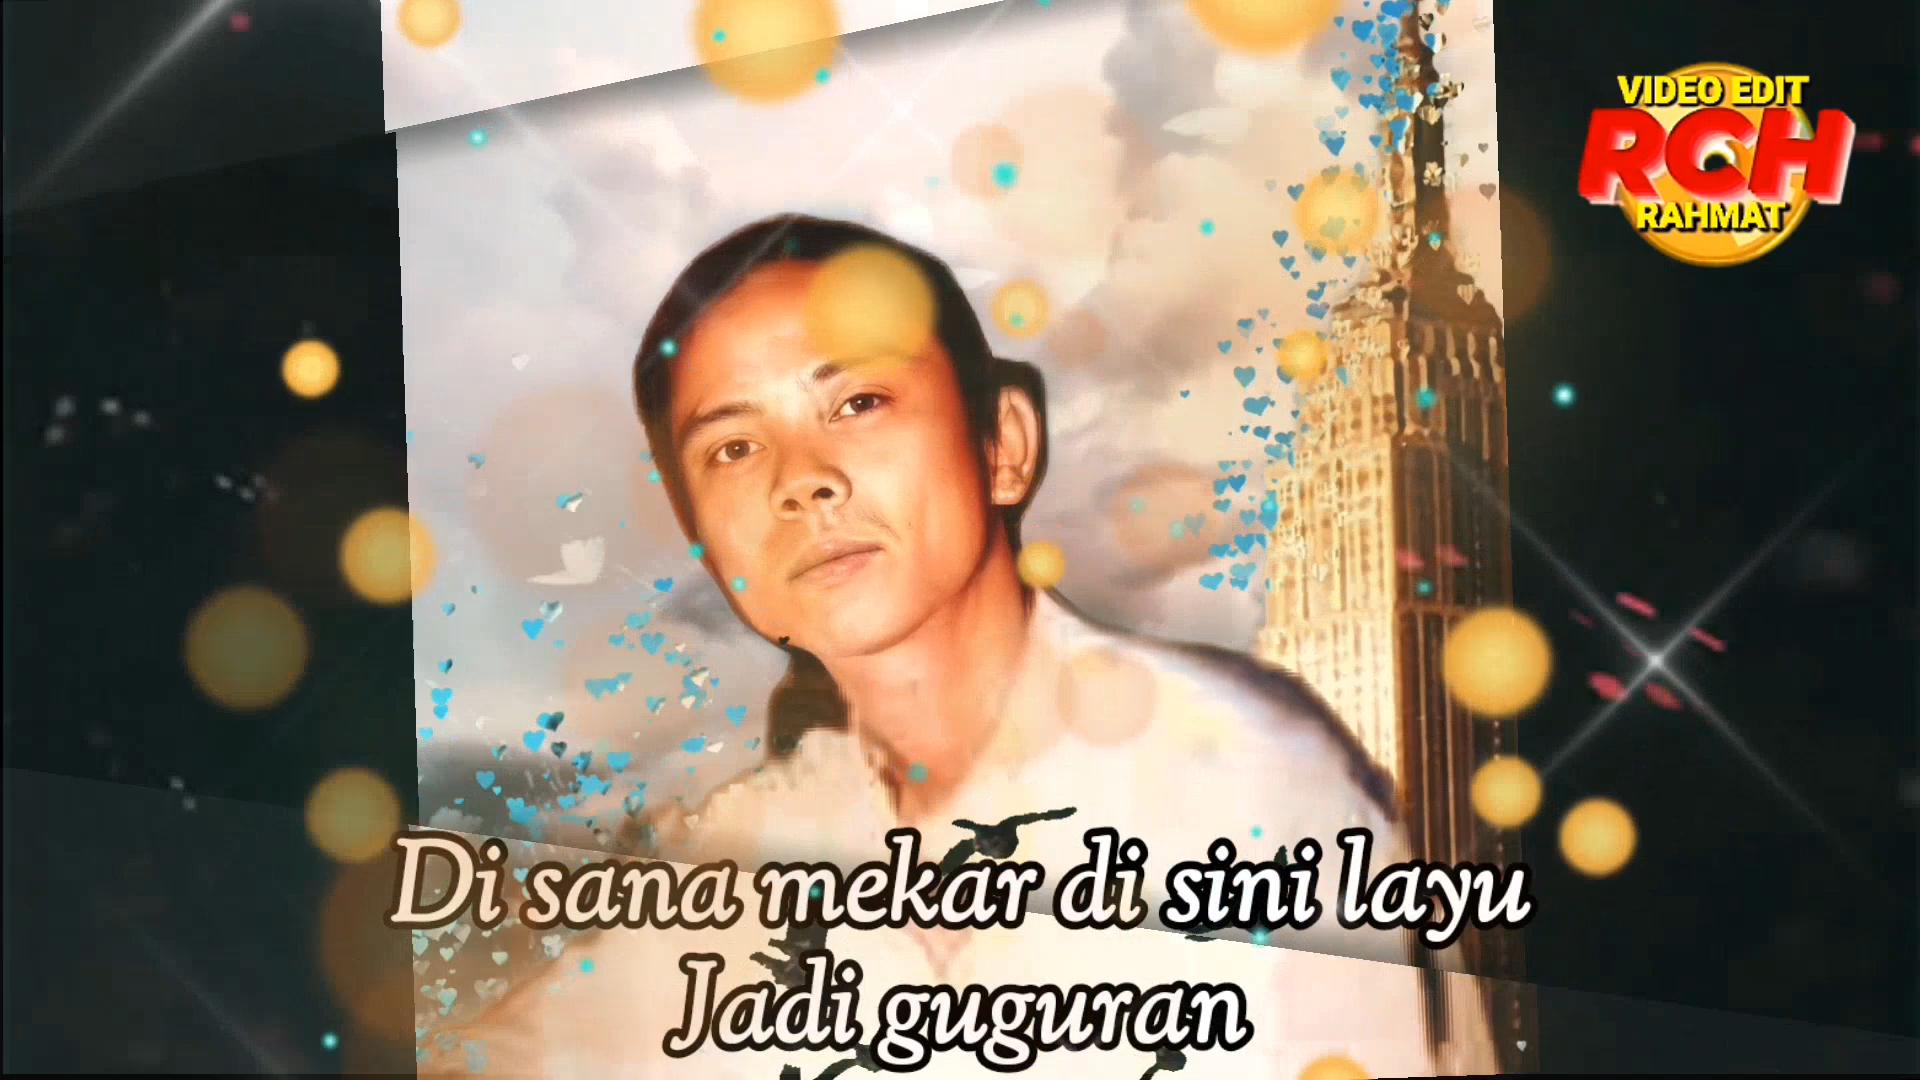 VIDEO EDIT
RCH
RAHMAT
Di sana mekar di sini layu
Jadi guguran